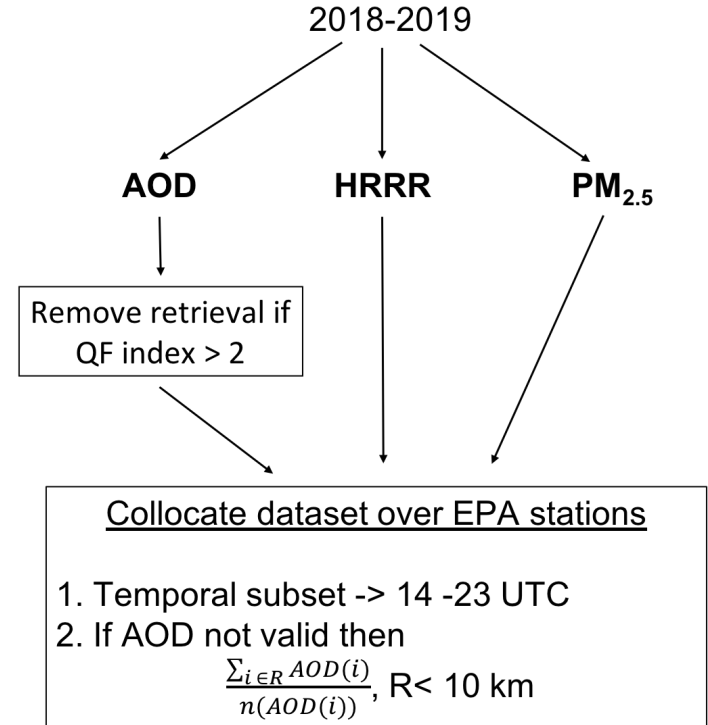 2018-2019
AOD HRRR PM₂.₅
Remove retrieval if
QF index > 2
Collocate dataset over EPA stations
1. Temporal subset -> 14 -23 UTC
2. If AOD not valid then
∑ᵢ ∈R AOD(i)
n(AOD(i)) , R< 10 km